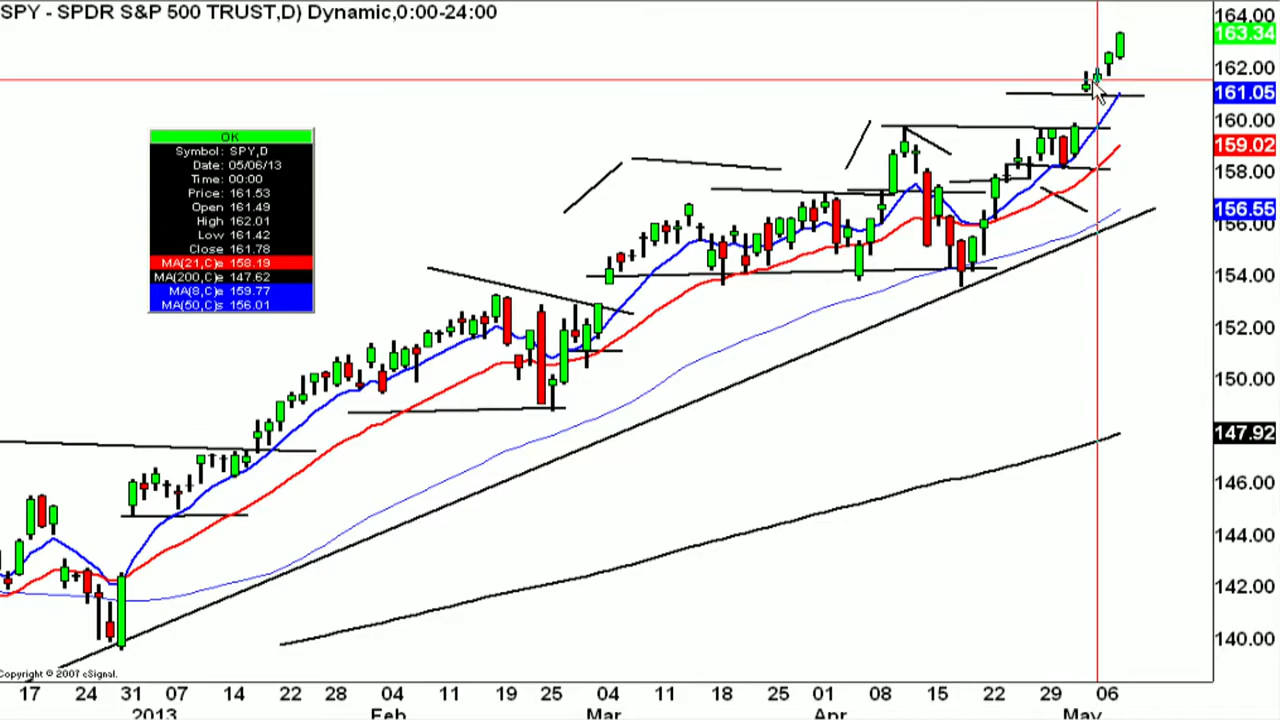 SPY - SPDR S&P 500 TRUST,D) Dynamic,0:00-24:00
164.00
163.34
162.00
161.05
160.00
159.02
158.00
156.55
156.00
154.00
152.00
150.00
147.92
146.00
144.00
142.00
140.00
OK
Symbol: SPY,D
Date: 05/06/13
Time: 00:00
Price: 161.53
Open 161.49
High 162.01
Low 161.42
Close 161.78
MA(21,C)e 158.19
MA(200,C)e 147.62
MA(8,C)e 159.77
MA(50,C)s 156.01
Copyright © 2007 eSignal.
17 24 31 07 14 22 28 04 11 19 25 04 11 18 25 01 08 15 22 29 06
2013 Feb Mar Apr May